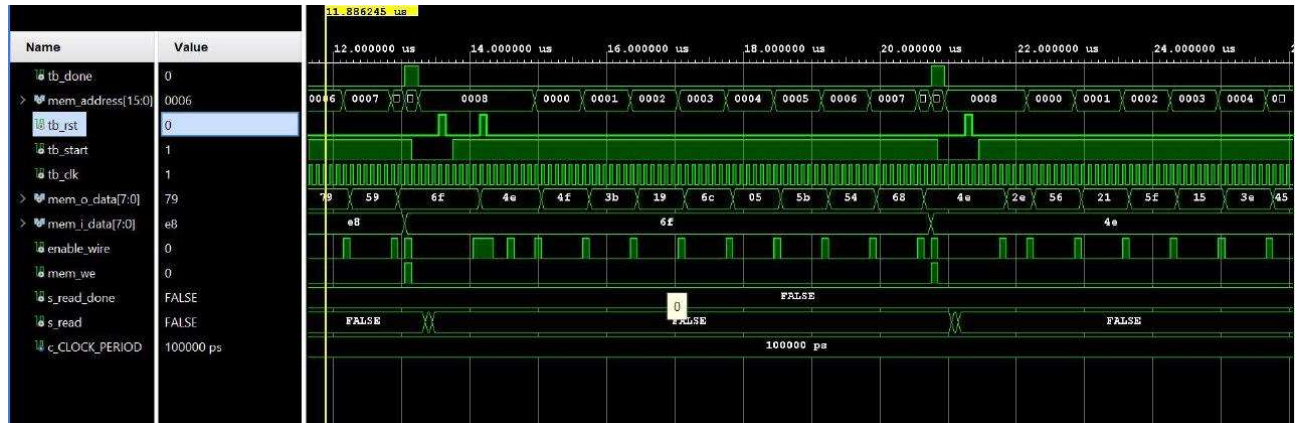 11.886245 us
Name Value 12.000000 us 14.000000 us 16.000000 us 18.000000 us 20.000000 us 22.000000 us 24.000000 us
tb_done 0
mem_address[15:0] 0006 0006 0007 0008 0000 0001 0002 0003 0004 0005 0006 0007 0008 0000 0001 0002 0003 0004 0
tb_rst 0
tb_start 1
tb_clk 1
mem_o_data[7:0] 79 79 59 6f 4e 4f 3b 19 6c 05 5b 54 68 4e 2e 56 21 5f 15 3e 45
mem_i_data[7:0] e8 e8 6f 4e
enable_wire 0
mem_we 0
s_read_done FALSE FALSE
0
s_read FALSE FALSE FALSE FALSE
c_CLOCK_PERIOD 100000 ps 100000 ps